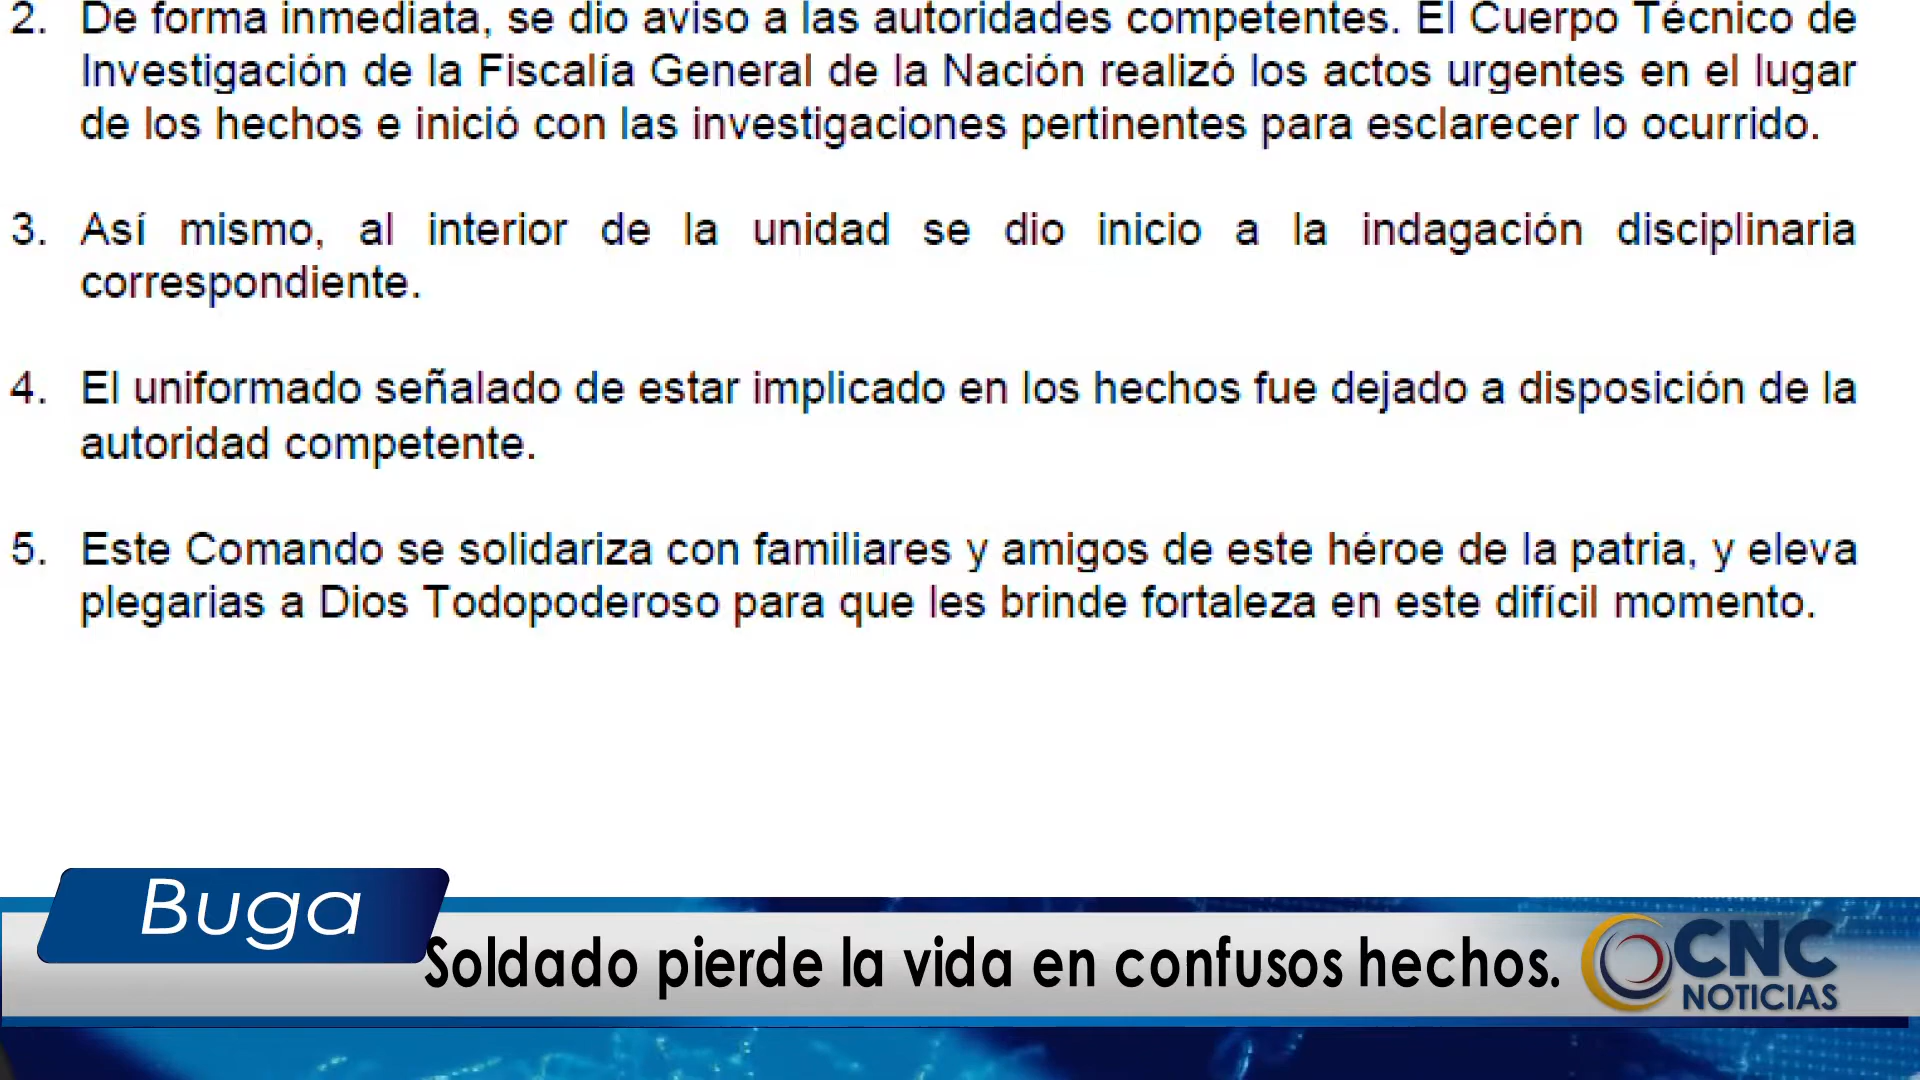 2. De forma inmediata, se dio aviso a las autoridades competentes. El Cuerpo Técnico de
Investigación de la Fiscalía General de la Nación realizó los actos urgentes en el lugar
de los hechos e inició con las investigaciones pertinentes para esclarecer lo ocurrido.
3. Así mismo, al interior de la unidad se dio inicio a la indagación disciplinaria
correspondiente.
4. El uniformado señalado de estar implicado en los hechos fue dejado a disposición de la
autoridad competente.
5. Este Comando se solidariza con familiares y amigos de este héroe de la patria, y eleva
plegarias a Dios Todopoderoso para que les brinde fortaleza en este difícil momento.
Buga
Soldado pierde la vida en confusos hechos.
CNC
NOTICIAS